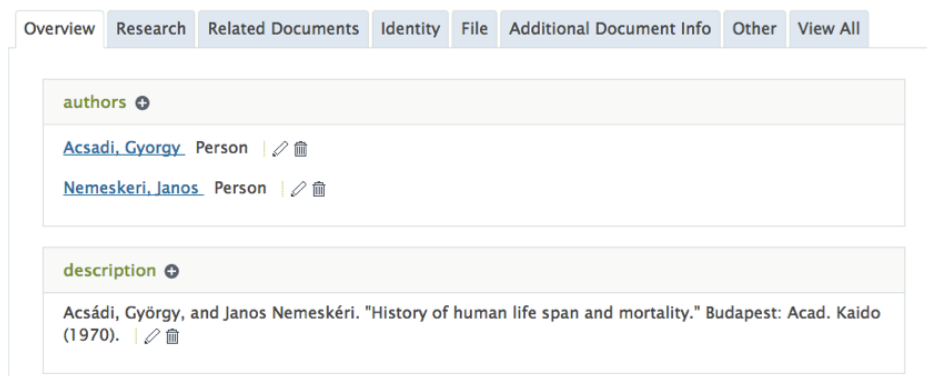 Overview Research Related Documents Identity File Additional Document Info Other View All
authors
Acsadi, Gyorgy Person
Nemeskeri, Janos Person
description
Acsádi, György, and Janos Nemeskéri. "History of human life span and mortality." Budapest: Acad. Kaido
(1970).